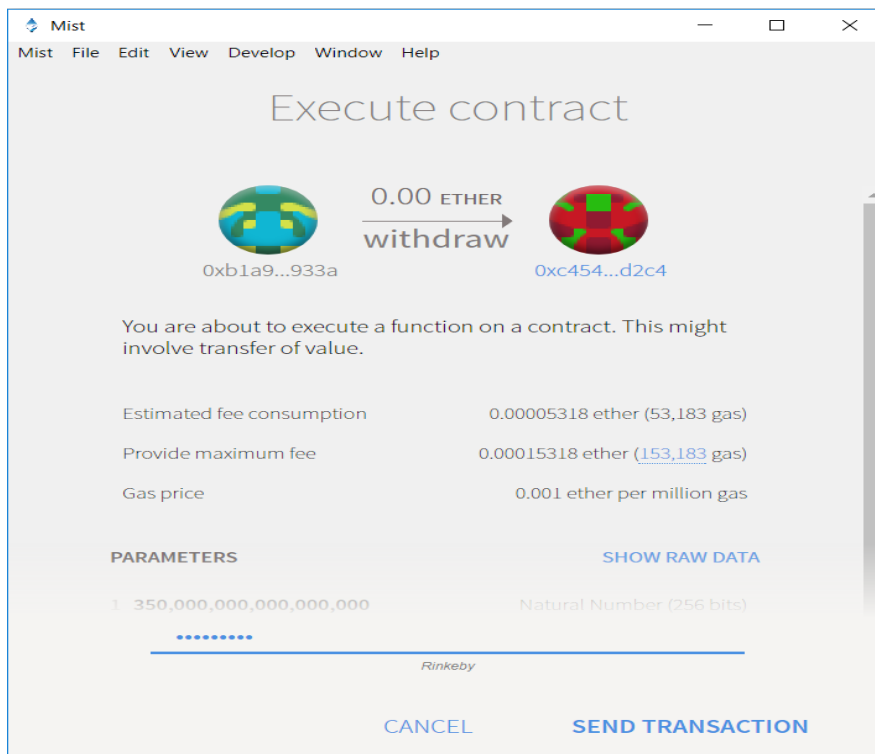 Mist
Mist File Edit View Develop Window Help
Execute contract
0.00 ETHER
withdraw
0xb1a9...933a
0xc454...d2c4
You are about to execute a function on a contract. This might
involve transfer of value.
Estimated fee consumption 0.00005318 ether (53,183 gas)
Provide maximum fee 0.00015318 ether (153,183 gas)
Gas price 0.001 ether per million gas
PARAMETERS SHOW RAW DATA
1. 350,000,000,000,000,000 Natural Number (256 bits)
•••••••••
Rinkeby
CANCEL SEND TRANSACTION